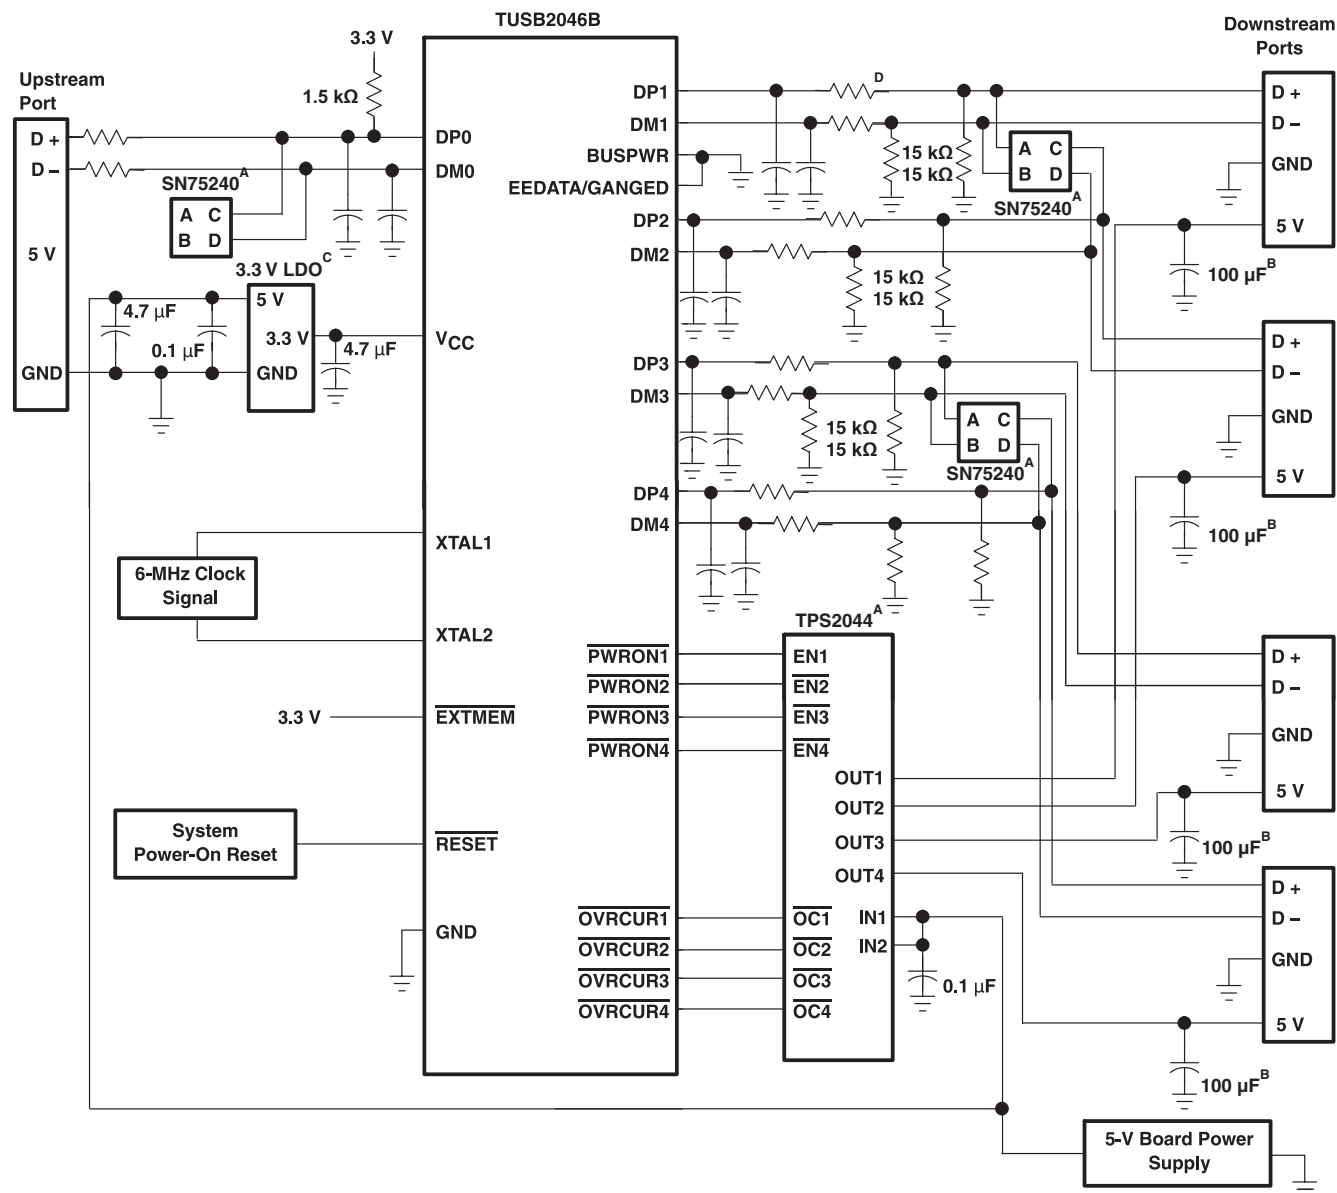 TUSB2046B
Downstream
Ports
3.3 V
Upstream
Port
1.5 kΩ
D +
D −
5 V
GND
SN75240A
A C
B D
3.3 V LDOC
5 V
3.3 V
GND
4.7 µF
0.1 µF
4.7 µF
DP0
DM0
VCC
XTAL1
6-MHz Clock
Signal
XTAL2
3.3 V
EXTMEM
System
Power-On Reset
RESET
GND
DP1
DM1
BUSPWR
EEDATA/GANGED
DP2
DM2
DP3
DM3
DP4
DM4
PWRON1
PWRON2
PWRON3
PWRON4
OVRCUR1
OVRCUR2
OVRCUR3
OVRCUR4
D
15 kΩ
15 kΩ
A C
B D
SN75240A
15 kΩ
15 kΩ
15 kΩ
15 kΩ
A C
B D
SN75240A
TPS2044A
EN1
EN2
EN3
EN4
OUT1
OUT2
OUT3
OUT4
OC1
OC2
OC3
OC4
IN1
IN2
0.1 µF
D +
D −
GND
5 V
100 µFB
D +
D −
GND
5 V
100 µFB
D +
D −
GND
5 V
100 µFB
D +
D −
GND
5 V
100 µFB
5-V Board Power
Supply